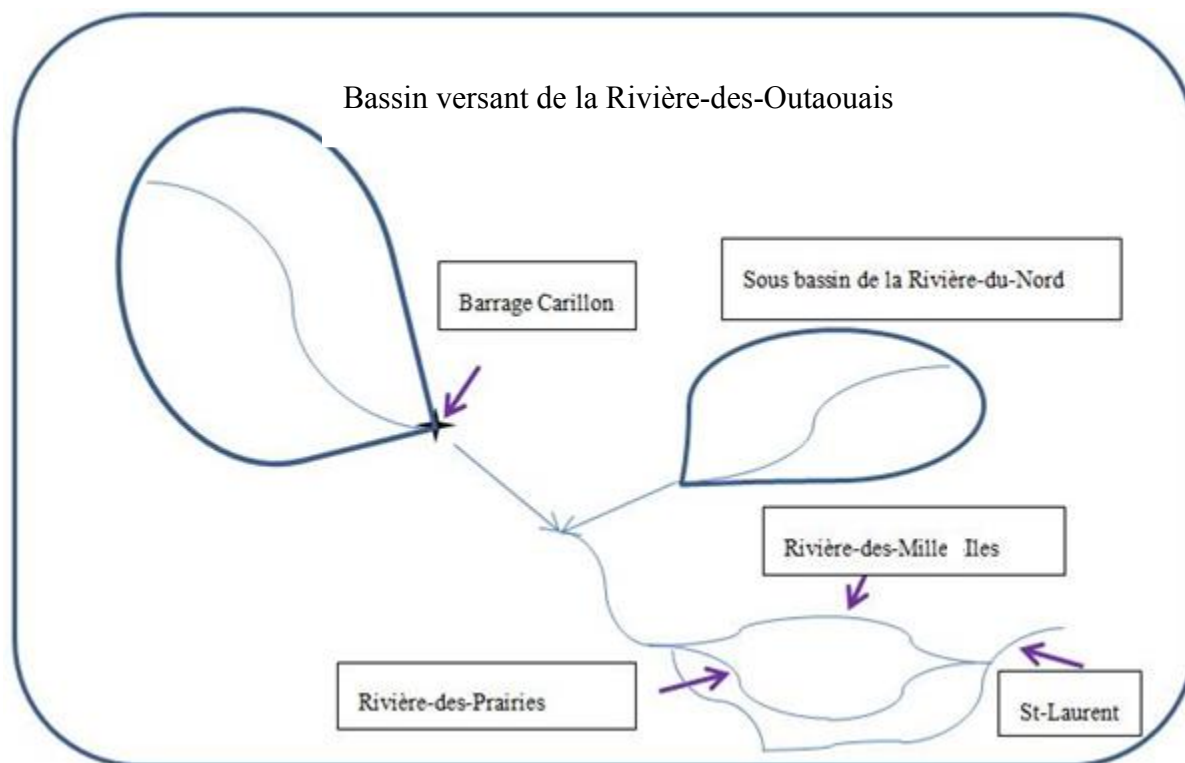 Bassin versant de la Rivière-des-Outaouais
Barrage Carillon
Sous bassin de la Rivière-du-Nord
Rivière-des-Mille Iles
Rivière-des-Prairies
St-Laurent